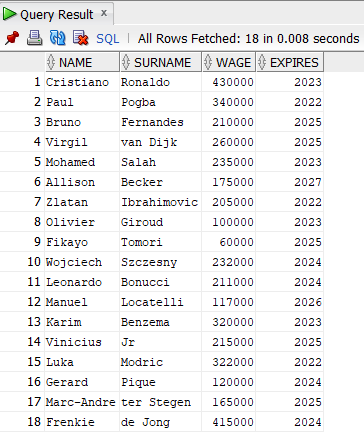 Query Result ×
SQL | All Rows Fetched: 18 in 0.008 seconds
NAME SURNAME WAGE EXPIRES
1 Cristiano Ronaldo 430000 2023
2 Paul Pogba 340000 2022
3 Bruno Fernandes 210000 2025
4 Virgil van Dijk 260000 2025
5 Mohamed Salah 235000 2023
6 Allison Becker 175000 2027
7 Zlatan Ibrahimovic 205000 2022
8 Olivier Giroud 100000 2023
9 Fikayo Tomori 60000 2025
10 Wojciech Szczesny 232000 2024
11 Leonardo Bonucci 211000 2024
12 Manuel Locatelli 117000 2026
13 Karim Benzema 320000 2023
14 Vinicius Jr 215000 2025
15 Luka Modric 322000 2022
16 Gerard Pique 120000 2024
17 Marc-Andre ter Stegen 165000 2025
18 Frenkie de Jong 415000 2024